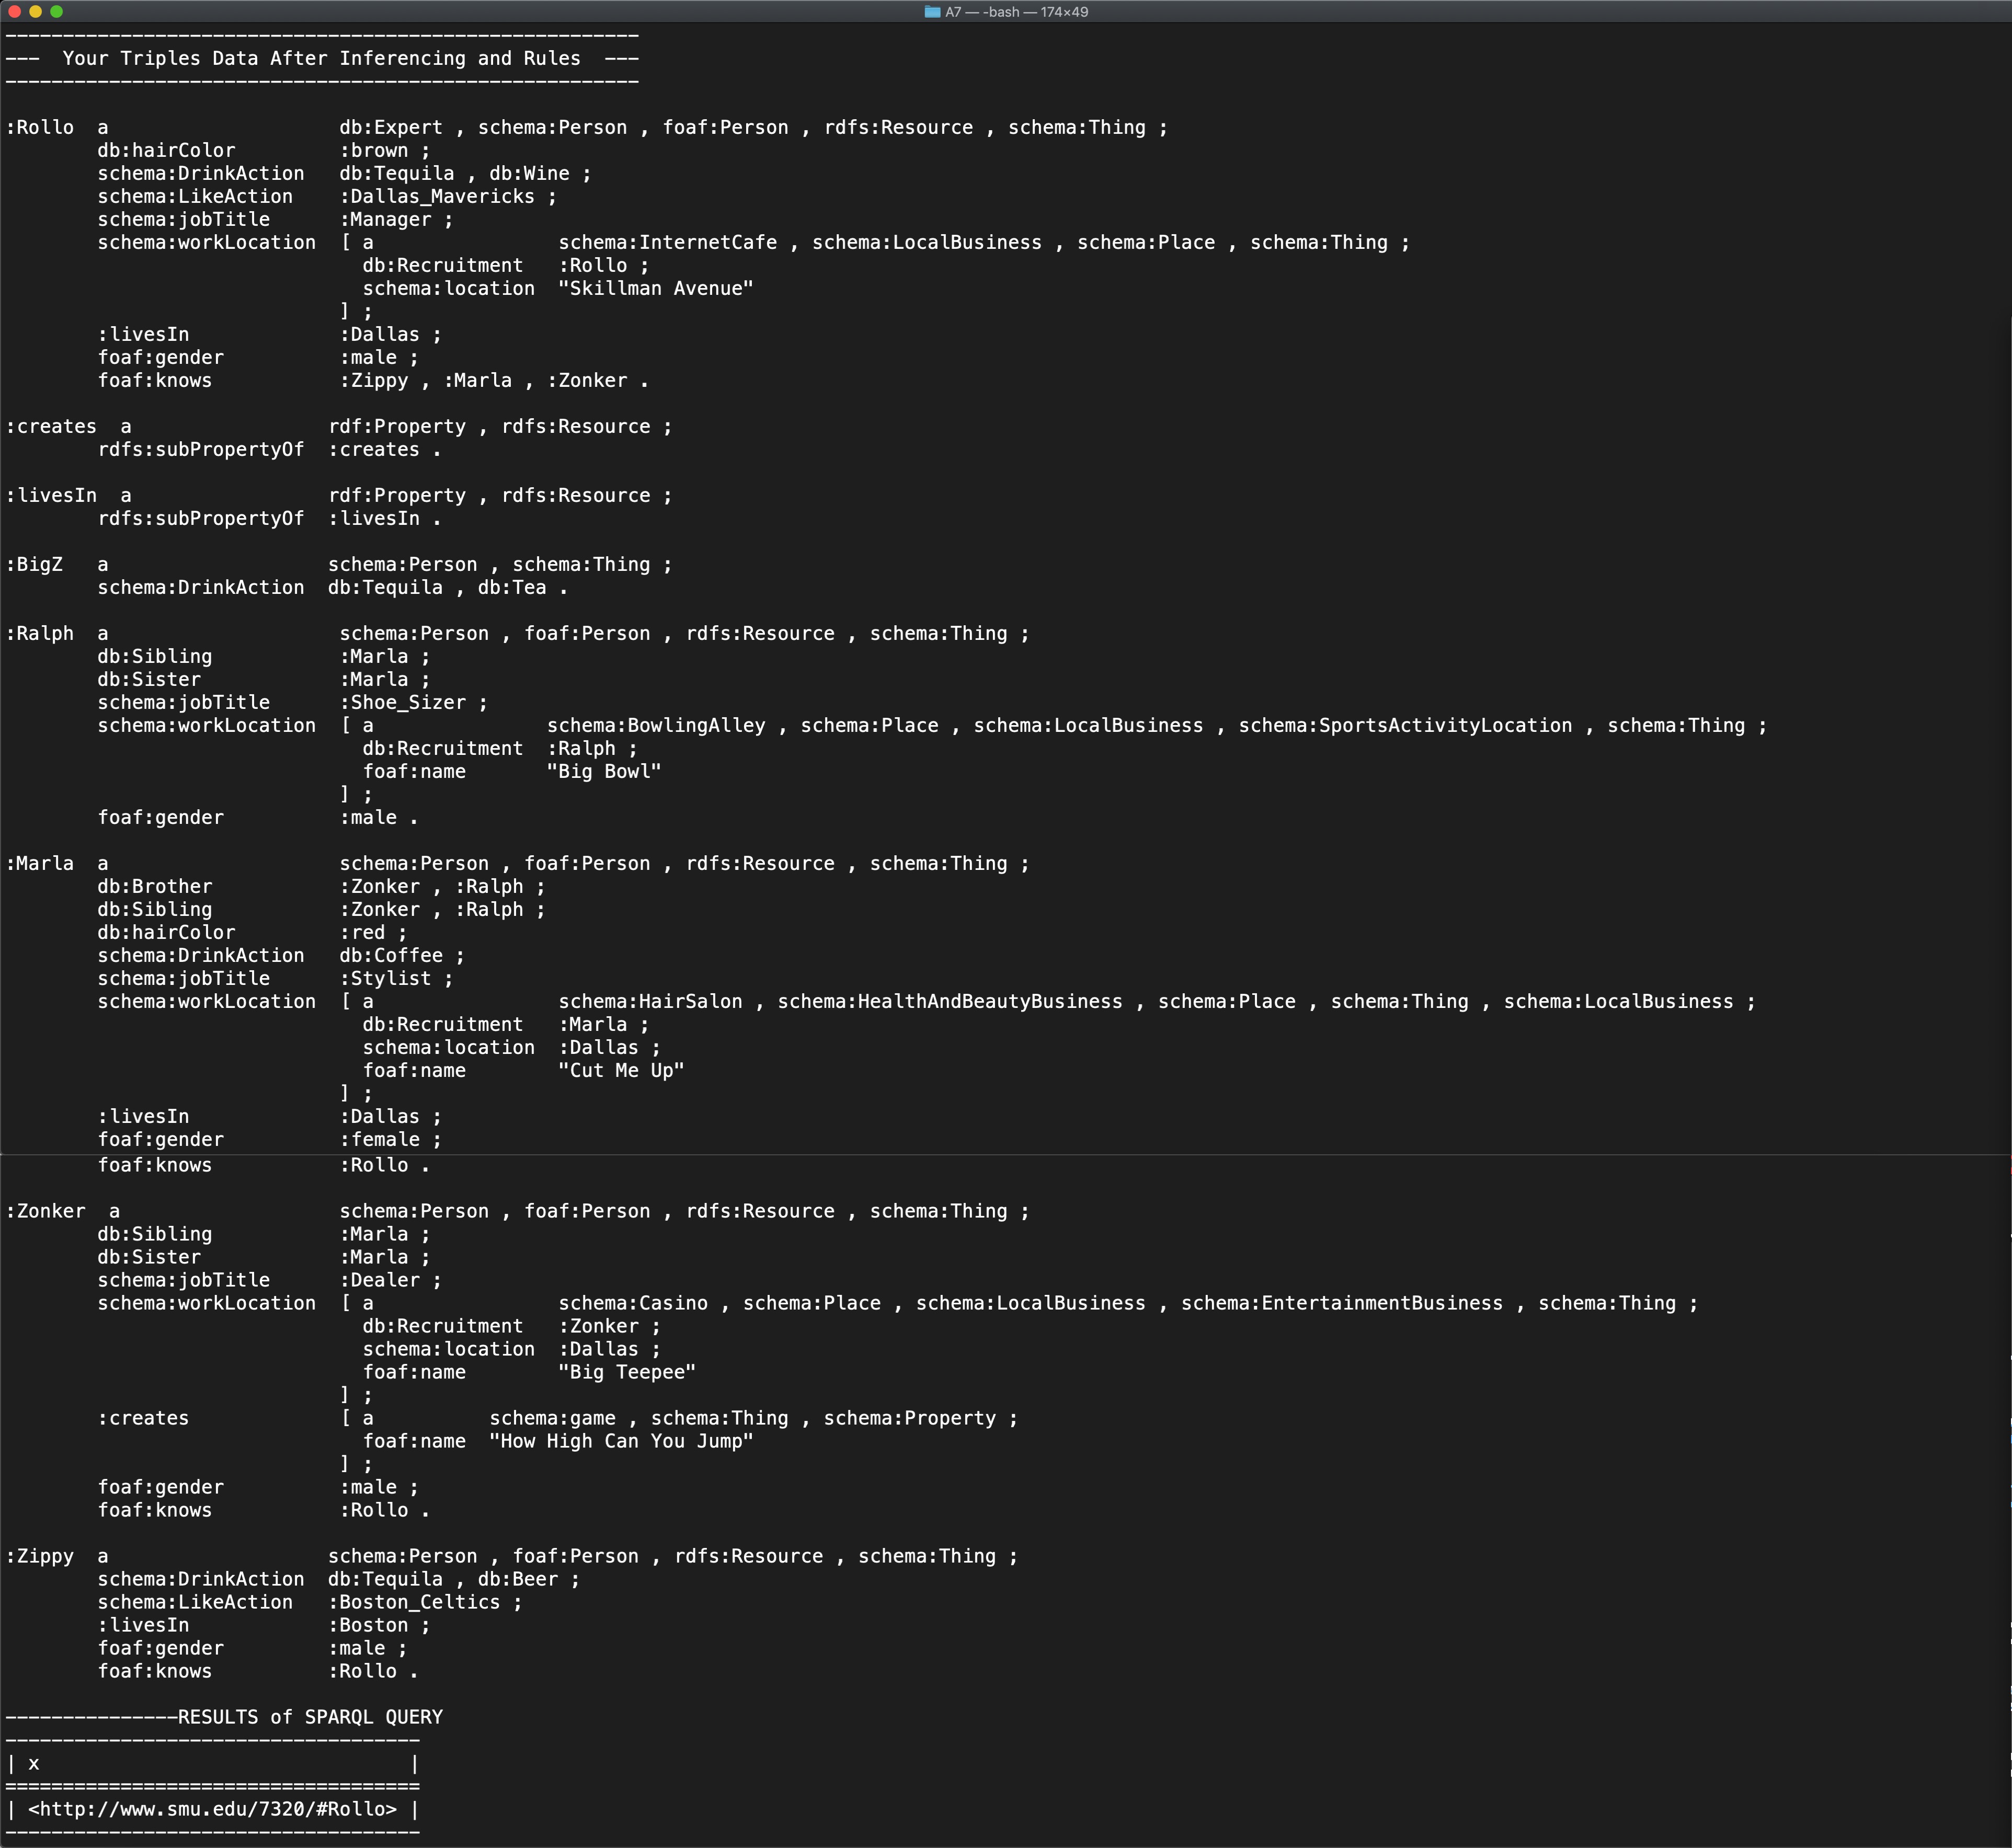 A7 — -bash — 174×49
-------------------------------------------------------
---  Your Triples Data After Inferencing and Rules  ---
-------------------------------------------------------
:Rollo  a                    db:Expert , schema:Person , foaf:Person , rdfs:Resource , schema:Thing ;
        db:hairColor         :brown ;
        schema:DrinkAction   db:Tequila , db:Wine ;
        schema:LikeAction    :Dallas_Mavericks ;
        schema:jobTitle      :Manager ;
        schema:workLocation  [ a                schema:InternetCafe , schema:LocalBusiness , schema:Place , schema:Thing ;
                               db:Recruitment   :Rollo ;
                               schema:location  "Skillman Avenue"
                             ] ;
        :livesIn             :Dallas ;
        foaf:gender          :male ;
        foaf:knows           :Zippy , :Marla , :Zonker .
:creates  a                 rdf:Property , rdfs:Resource ;
        rdfs:subPropertyOf  :creates .
:livesIn  a                 rdf:Property , rdfs:Resource ;
        rdfs:subPropertyOf  :livesIn .
:BigZ   a                   schema:Person , schema:Thing ;
        schema:DrinkAction  db:Tequila , db:Tea .
:Ralph  a                    schema:Person , foaf:Person , rdfs:Resource , schema:Thing ;
        db:Sibling           :Marla ;
        db:Sister            :Marla ;
        schema:jobTitle      :Shoe_Sizer ;
        schema:workLocation  [ a               schema:BowlingAlley , schema:Place , schema:LocalBusiness , schema:SportsActivityLocation , schema:Thing ;
                               db:Recruitment  :Ralph ;
                               foaf:name       "Big Bowl"
                             ] ;
        foaf:gender          :male .
:Marla  a                    schema:Person , foaf:Person , rdfs:Resource , schema:Thing ;
        db:Brother           :Zonker , :Ralph ;
        db:Sibling           :Zonker , :Ralph ;
        db:hairColor         :red ;
        schema:DrinkAction   db:Coffee ;
        schema:jobTitle      :Stylist ;
        schema:workLocation  [ a                schema:HairSalon , schema:HealthAndBeautyBusiness , schema:Place , schema:Thing , schema:LocalBusiness ;
                               db:Recruitment   :Marla ;
                               schema:location  :Dallas ;
                               foaf:name        "Cut Me Up"
                             ] ;
        :livesIn             :Dallas ;
        foaf:gender          :female ;
        foaf:knows           :Rollo .
:Zonker  a                   schema:Person , foaf:Person , rdfs:Resource , schema:Thing ;
        db:Sibling           :Marla ;
        db:Sister            :Marla ;
        schema:jobTitle      :Dealer ;
        schema:workLocation  [ a                schema:Casino , schema:Place , schema:LocalBusiness , schema:EntertainmentBusiness , schema:Thing ;
                               db:Recruitment   :Zonker ;
                               schema:location  :Dallas ;
                               foaf:name        "Big Teepee"
                             ] ;
        :creates             [ a          schema:game , schema:Thing , schema:Property ;
                               foaf:name  "How High Can You Jump"
                             ] ;
        foaf:gender          :male ;
        foaf:knows           :Rollo .
:Zippy  a                   schema:Person , foaf:Person , rdfs:Resource , schema:Thing ;
        schema:DrinkAction  db:Tequila , db:Beer ;
        schema:LikeAction   :Boston_Celtics ;
        :livesIn            :Boston ;
        foaf:gender         :male ;
        foaf:knows          :Rollo .
---------------RESULTS of SPARQL QUERY
------------------------------------
| x                                |
====================================
| <http://www.smu.edu/7320/#Rollo> |
------------------------------------